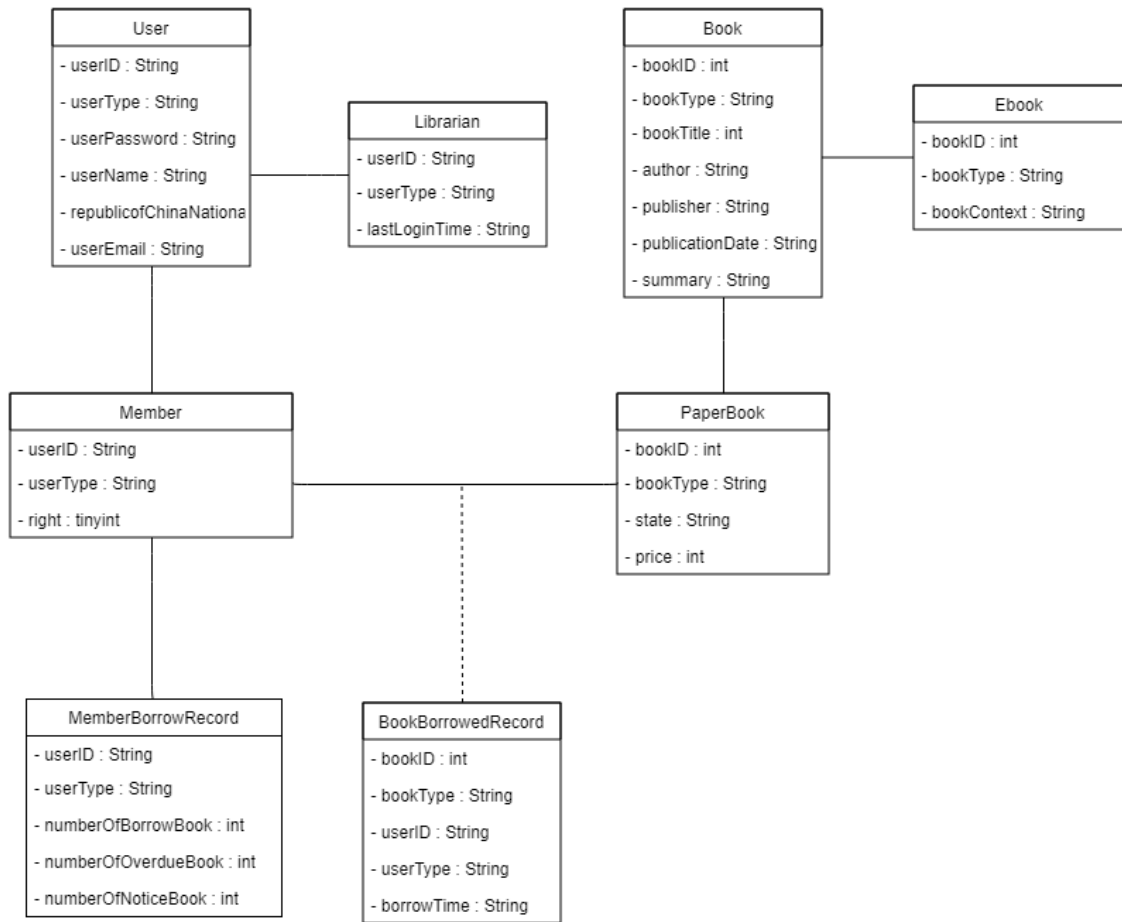 User
- userID : String
- userType : String
- userPassword : String
- userName : String
- republicofChinaNationa
- userEmail : String
Librarian
- userID : String
- userType : String
- lastLoginTime : String
Book
- bookID : int
- bookType : String
- bookTitle : int
- author : String
- publisher : String
- publicationDate : String
- summary : String
Ebook
- bookID : int
- bookType : String
- bookContext : String
Member
- userID : String
- userType : String
- right : tinyint
PaperBook
- bookID : int
- bookType : String
- state : String
- price : int
MemberBorrowRecord
- userID : String
- userType : String
- numberOfBorrowBook : int
- numberOfOverdueBook : int
- numberOfNoticeBook : int
BookBorrowedRecord
- bookID : int
- bookType : String
- userID : String
- userType : String
- borrowTime : String